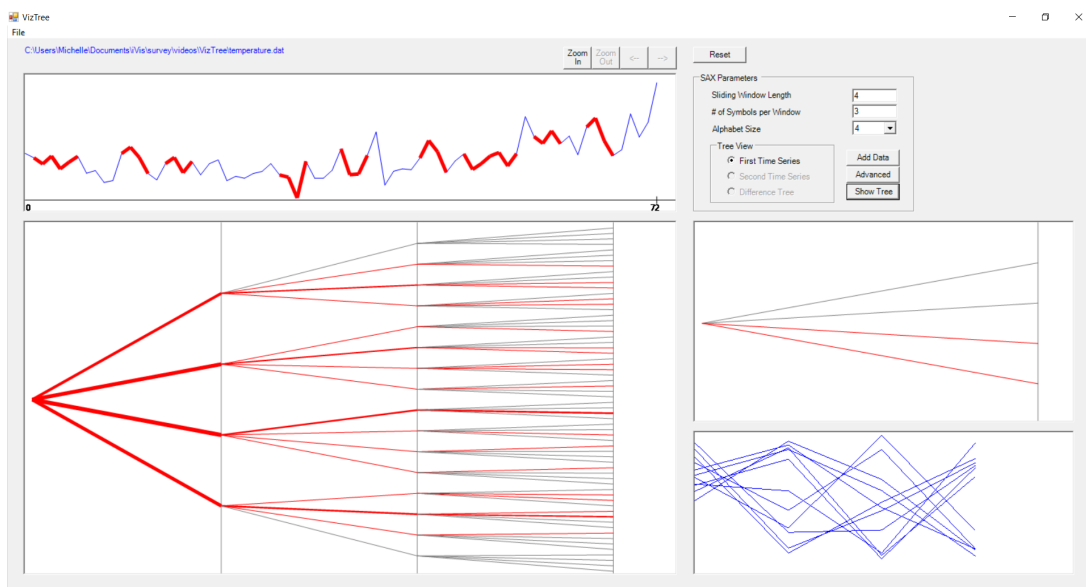 VizTree
File
C:\Users\Michelle\Documents\iVis\survey\videos\VizTree\temperature.dat
Zoom In
Zoom Out
<--
-->
Reset
SAX Parameters
Sliding Window Length 4
# of Symbols per Window 3
Alphabet Size 4
Tree View
First Time Series
Second Time Series
Difference Tree
Add Data
Advanced
Show Tree
0
72